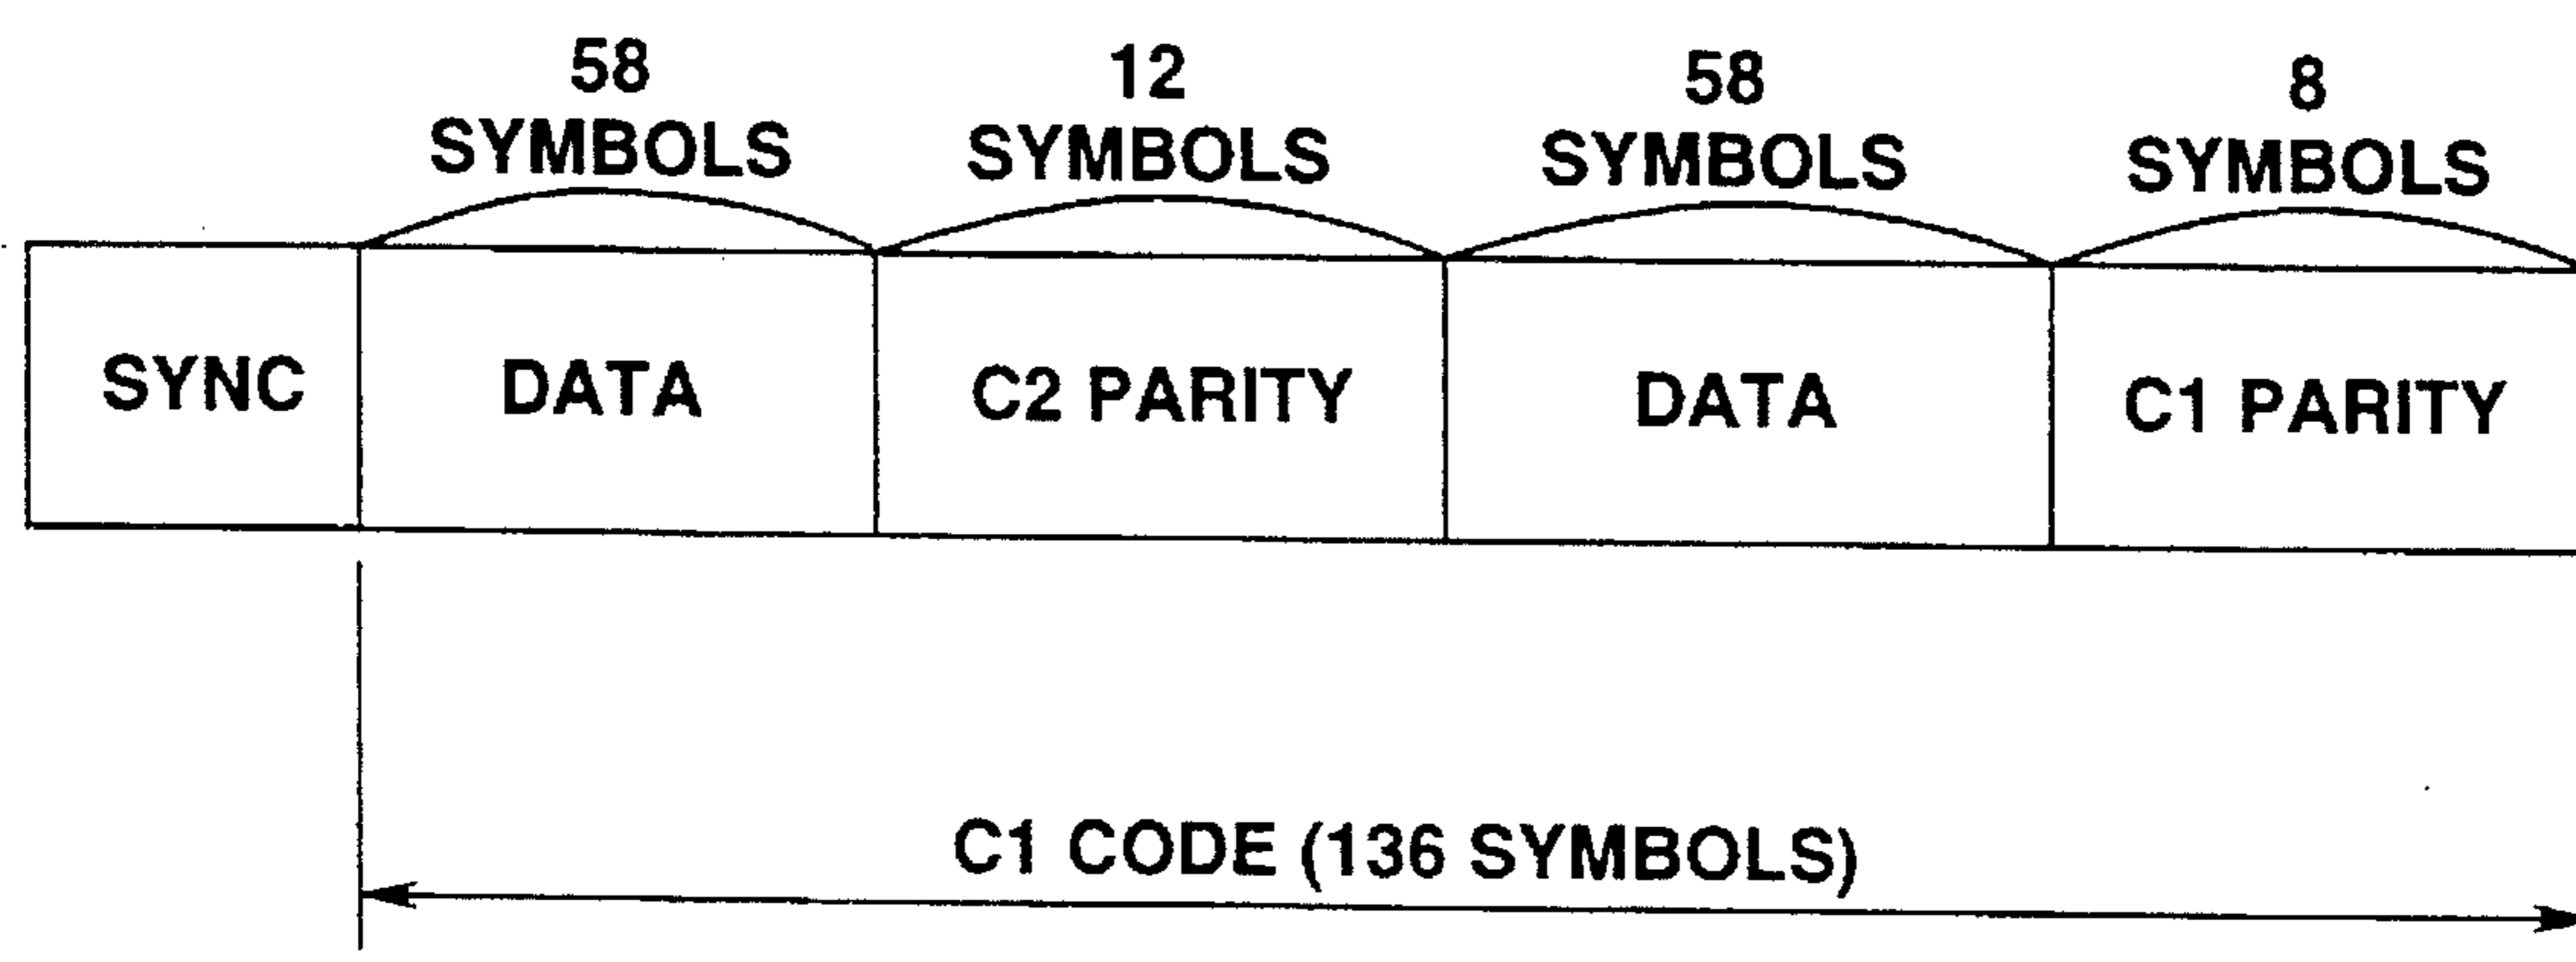 58
SYMBOLS
12
SYMBOLS
58
SYMBOLS
8
SYMBOLS
SYNC
DATA
C2 PARITY
DATA
C1 PARITY
C1 CODE (136 SYMBOLS)